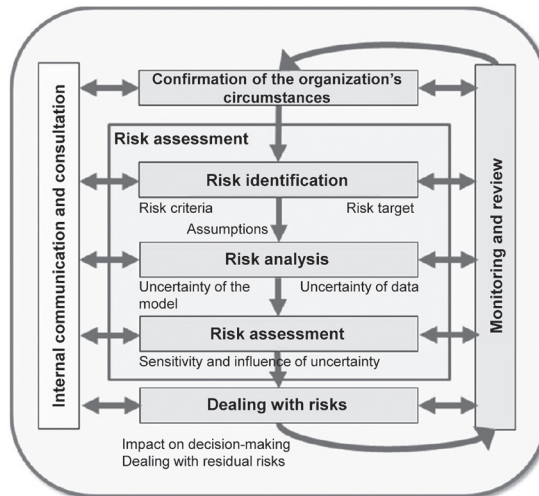 Internal communication and consultation
Confirmation of the organization's
circumstances
Risk assessment
Risk identification
Risk criteria
Risk target
Assumptions
Risk analysis
Uncertainty of the
model
Uncertainty of data
Risk assessment
Sensitivity and influence of uncertainty
Dealing with risks
Impact on decision-making
Dealing with residual risks
Monitoring and review